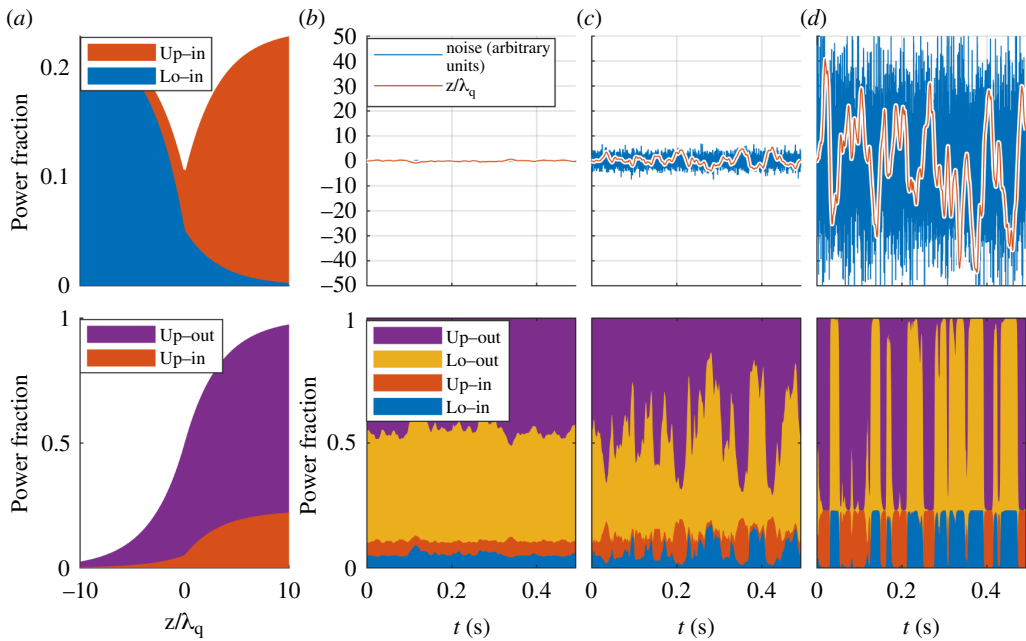 (a)
(b)
(c)
(d)
Power fraction
0.2
0.1
0
Up–in
Lo–in
50
40
30
20
10
0
−10
−20
−30
−40
−50
noise (arbitrary
units)
z/λq
Power fraction
1
0.5
0
Up–out
Up–in
−10
0
10
z/λq
Power fraction
1
0.5
0
Up–out
Lo–out
Up–in
Lo–in
0
0.2
0.4
t (s)
0
0.2
0.4
t (s)
0
0.2
0.4
t (s)